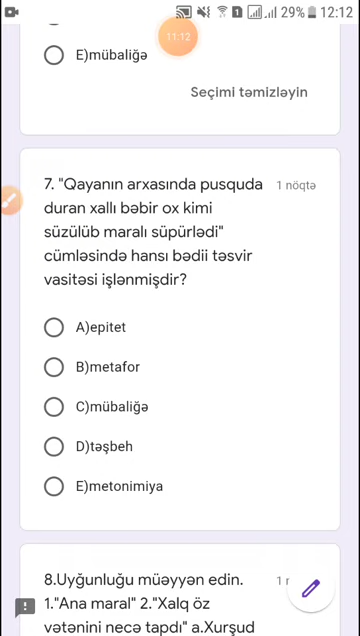 29% 12:12
11:12
E)mübaliğə
Seçimi təmizləyin
7. "Qayanın arxasında pusquda 1 nöqtə
duran xallı bəbir ox kimi
süzülüb maralı süpürlədi"
cümləsində hansı bədii təsvir
vasitəsi işlənmişdir?
A)epitet
B)metafor
C)mübaliğə
D)təşbeh
E)metonimiya
8.Uyğunluğu müəyyən edin. 1
1."Ana maral" 2."Xalq öz
vətənini necə tapdı" a.Xurşud